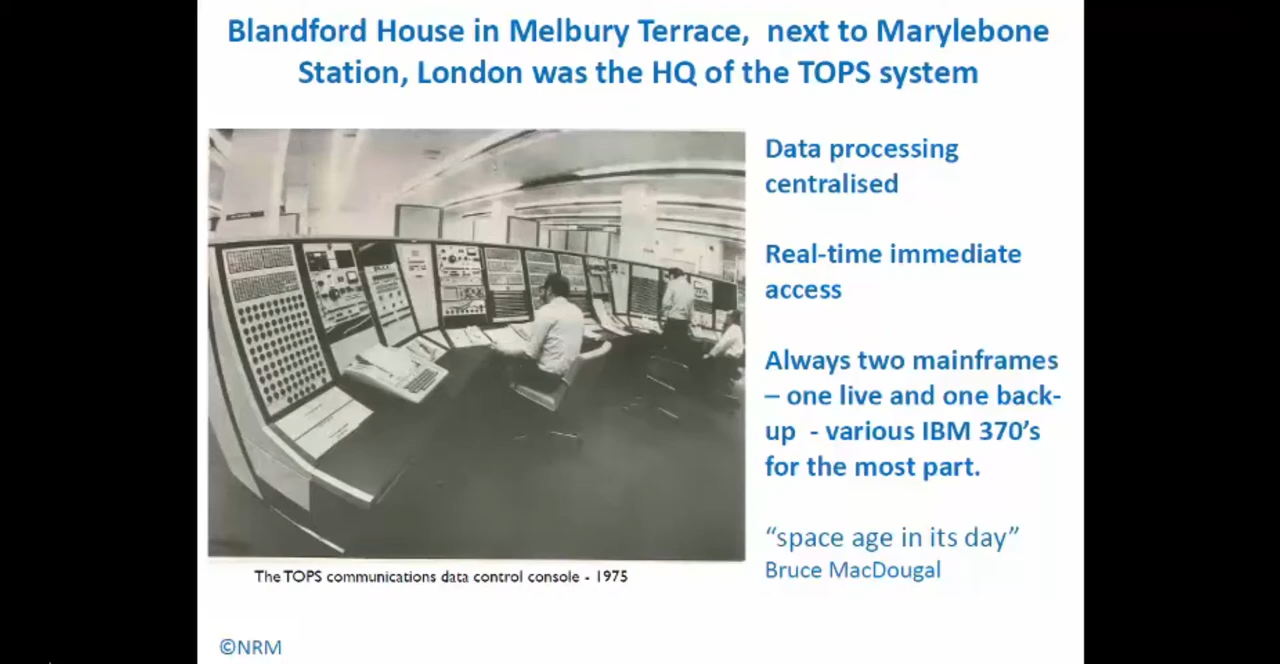 Blandford House in Melbury Terrace,  next to Marylebone
Station, London was the HQ of the TOPS system
Data processing
centralised
Real-time immediate
access
Always two mainframes
– one live and one back-
up  - various IBM 370’s
for the most part.
“space age in its day”
Bruce MacDougal
The TOPS communications data control console - 1975
©NRM